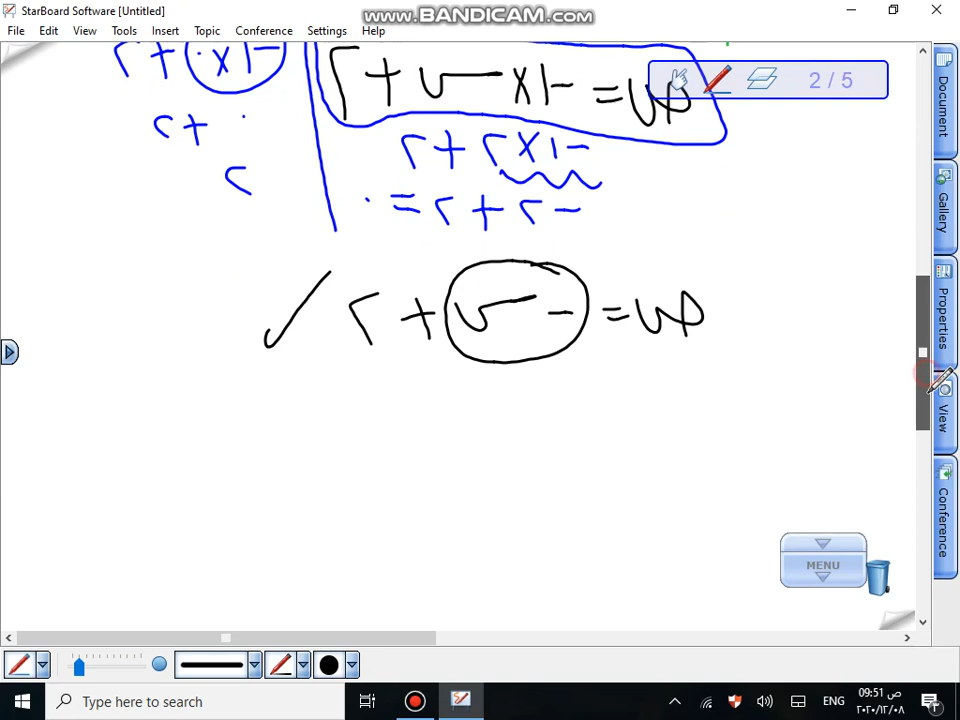 StarBoard Software [Untitled]
www.BANDICAM.com
File Edit View Tools Insert Topic Conference Settings Help
2 / 5
ص = -١×س + ٢
-١×٠ + ٢
+ ٢
٢
-١×٢ + ٢
-٢ + ٢ = ٠
ص = -س + ٢ ✓
Document
Gallery
Properties
View
Conference
MENU
Type here to search
ENG
09:51 ص
٢٠٢٠/١٢/٠٨